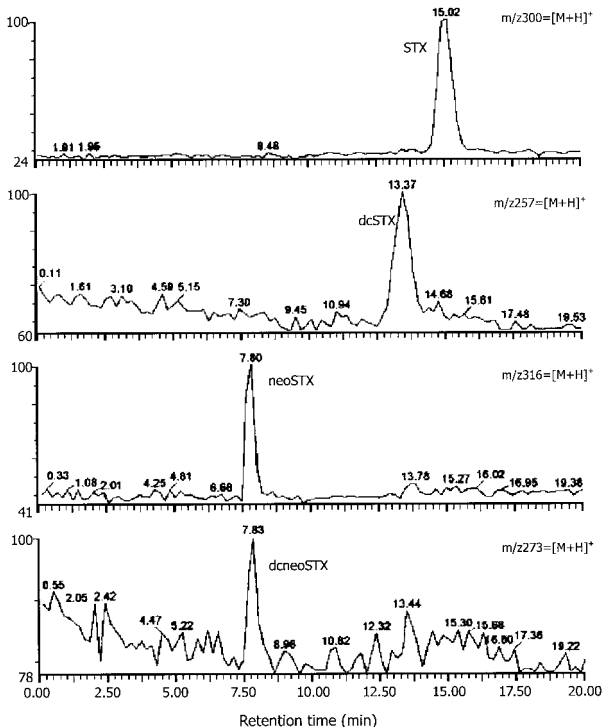 15.02
m/z300=[M+H]+
100
STX
1.01 1.95 8.48
24
100
13.37
m/z257=[M+H]+
dcSTX
0.11 1.61 3.10 4.59 5.15 7.30 9.45 10.94 14.68 15.61 17.48 19.53
60
7.80
m/z316=[M+H]+
100
neoSTX
0.33 1.08 2.01 4.25 4.81 6.68 13.78 15.27 16.02 16.95 19.38
41
7.83
100
m/z273=[M+H]+
dcneoSTX
0.55 2.05 2.42 4.47 5.22 8.96 10.82 12.32 13.44 15.30 15.68 16.80 17.36 19.22
78
0.00 2.50 5.00 7.50 10.00 12.50 15.00 17.50 20.00
Retention time (min)